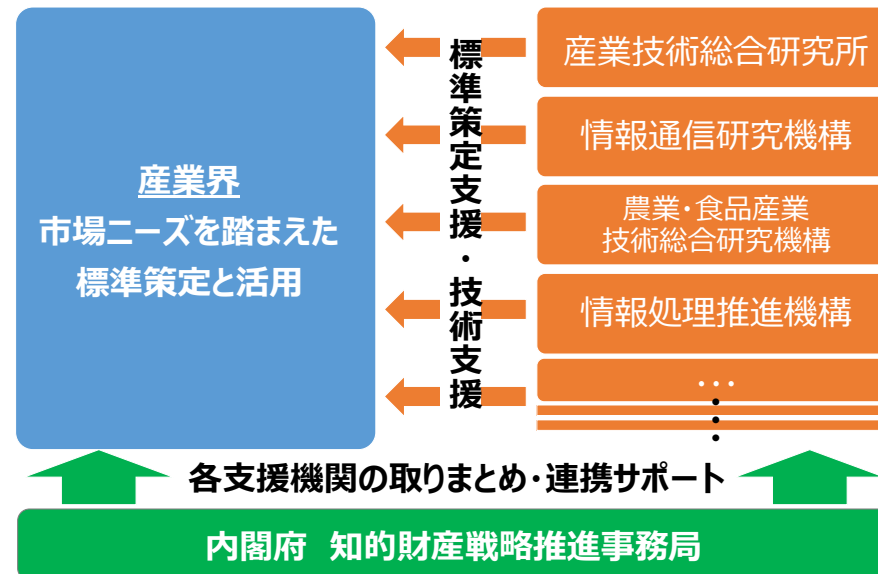 産業界
市場ニーズを踏まえた
標準策定と活用
標準策定支援・技術支援
産業技術総合研究所
情報通信研究機構
農業・食品産業
技術総合研究機構
情報処理推進機構
...
各支援機関の取りまとめ・連携サポート
内閣府 知的財産戦略推進事務局